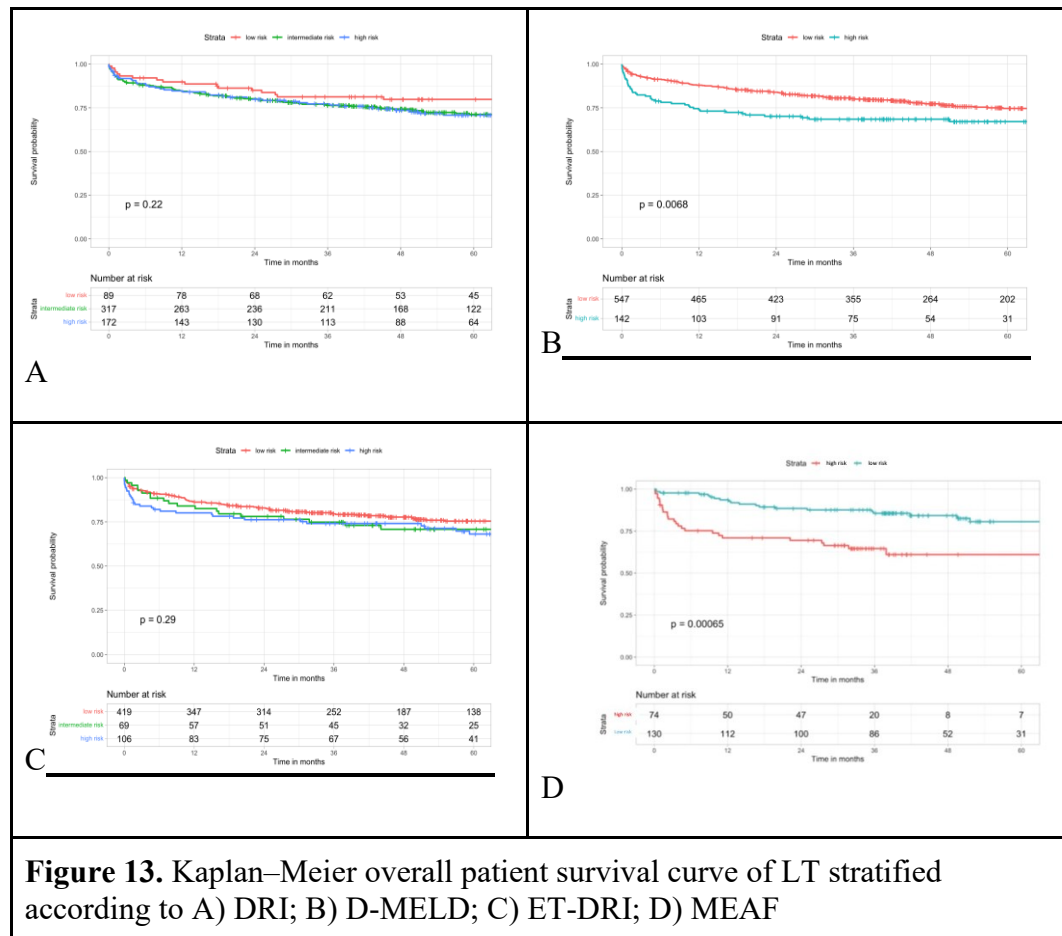 Strata low risk intermediate risk high risk
1.00
0.75
0.50
0.25
0.00
Survival probability
p = 0.22
0 12 24 36 48 60
Time in months
Number at risk
Strata
low risk 89 78 68 62 53 45
intermediate risk 317 263 236 211 168 122
high risk 172 143 130 113 88 64
0 12 24 36 48 60
Time in months
A
Strata low risk high risk
1.00
0.75
0.50
0.25
0.00
Survival probability
p = 0.0068
0 12 24 36 48 60
Time in months
Number at risk
Strata
low risk 547 465 423 355 264 202
high risk 142 103 91 75 54 31
0 12 24 36 48 60
Time in months
B
Strata low risk intermediate risk high risk
1.00
0.75
0.50
0.25
0.00
Survival probability
p = 0.29
0 12 24 36 48 60
Time in months
Number at risk
Strata
low risk 419 347 314 252 187 138
intermediate risk 69 57 51 45 32 25
high risk 106 83 75 67 56 41
0 12 24 36 48 60
Time in months
C
Strata high risk low risk
1.00
0.75
0.50
0.25
0.00
Survival probability
p = 0.00065
0 12 24 36 48 60
Time in months
Number at risk
Strata
high risk 74 50 47 20 8 7
Low risk 130 112 100 86 52 31
0 12 24 36 48 60
Time in months
D
Figure 13. Kaplan–Meier overall patient survival curve of LT stratified
according to A) DRI; B) D-MELD; C) ET-DRI; D) MEAF